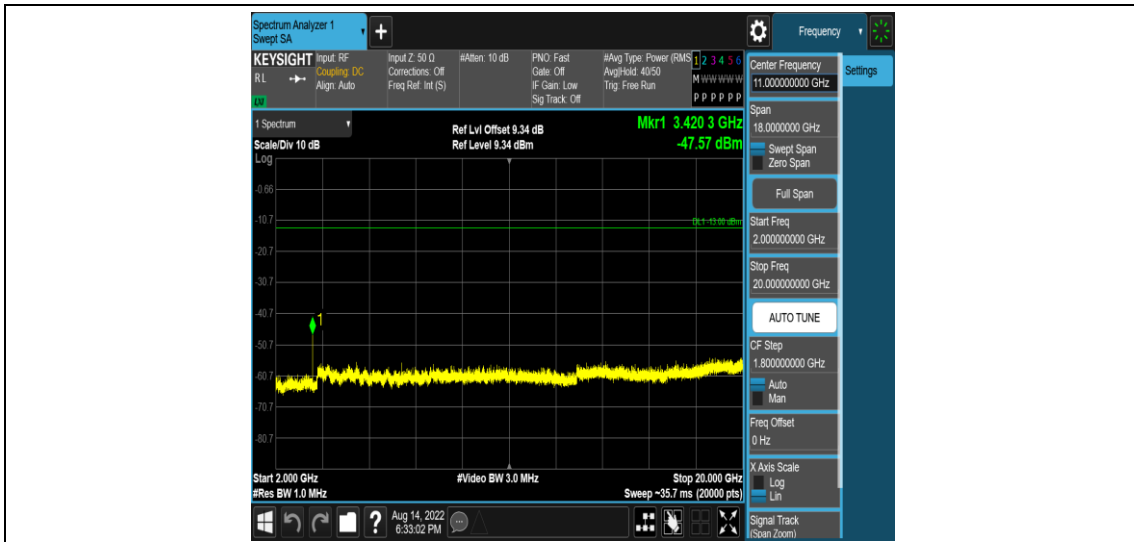 Spectrum Analyzer 1
Swept SA
+
Frequency
KEYSIGHT
RL
LXI
Input: RF
Coupling: DC
Align: Auto
Input Z: 50 Ω
Corrections: Off
Freq Ref: Int (S)
#Atten: 10 dB
PNO: Fast
Gate: Off
IF Gain: Low
Sig Track: Off
#Avg Type: Power (RMS
Avg|Hold: 40/50
Trig: Free Run
1 2 3 4 5 6
M W W W W W
P P P P P P
1 Spectrum
Scale/Div 10 dB
Ref Lvl Offset 9.34 dB
Ref Level 9.34 dBm
Mkr1 3.420 3 GHz
-47.57 dBm
Log
-0.66
-10.7
DL1 -13.00 dBm
-20.7
-30.7
-40.7
1
-50.7
-60.7
-70.7
-80.7
Start 2.000 GHz
#Res BW 1.0 MHz
#Video BW 3.0 MHz
Stop 20.000 GHz
Sweep ~35.7 ms (20000 pts)
Aug 14, 2022
6:33:02 PM
?
Center Frequency
11.000000000 GHz
Settings
Span
18.0000000 GHz
Swept Span
Zero Span
Full Span
Start Freq
2.000000000 GHz
Stop Freq
20.000000000 GHz
AUTO TUNE
CF Step
1.800000000 GHz
Auto
Man
Freq Offset
0 Hz
X Axis Scale
Log
Lin
Signal Track
(Span Zoom)